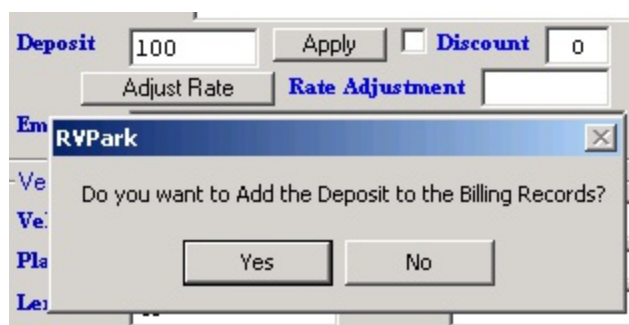 Deposit 100 Apply Discount 0
Adjust Rate Rate Adjustment
RVPark
Do you want to Add the Deposit to the Billing Records?
Yes No